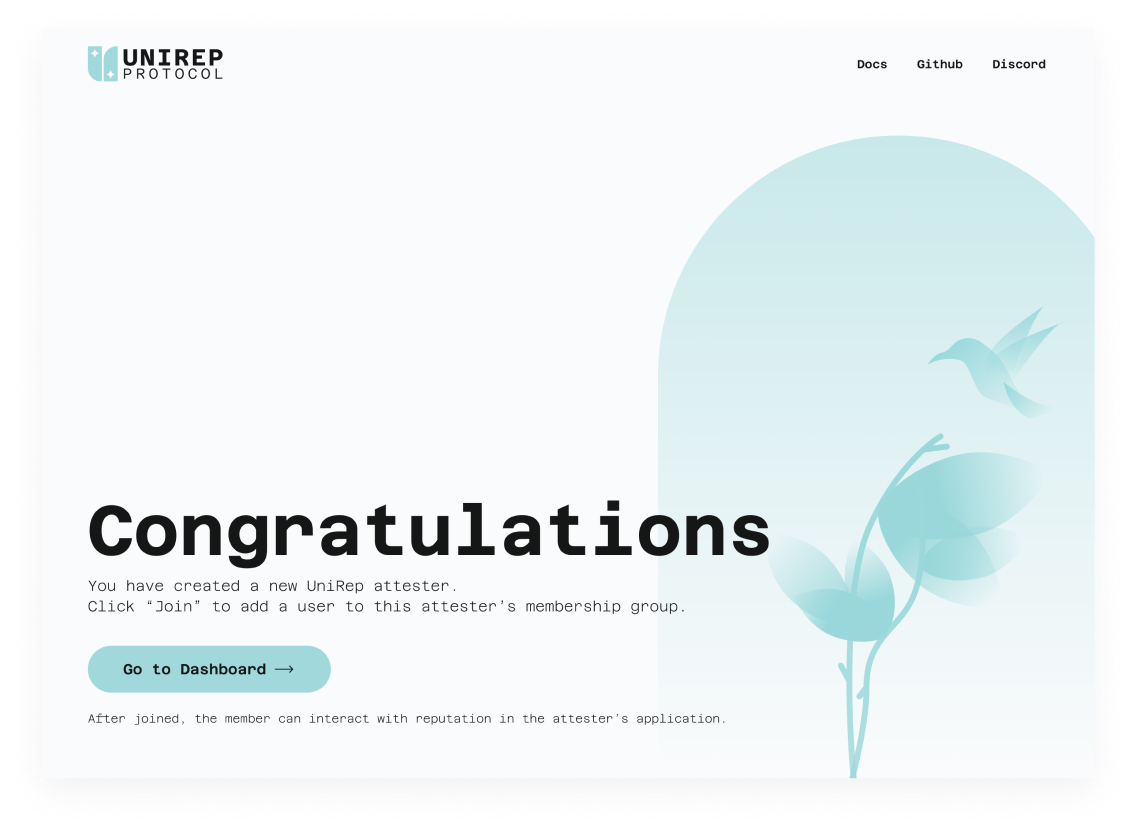 UNIREP
PROTOCOL
Docs Github Discord
Congratulations
You have created a new UniRep attester.
Click “Join” to add a user to this attester’s membership group.
Go to Dashboard →
After joined, the member can interact with reputation in the attester’s application.